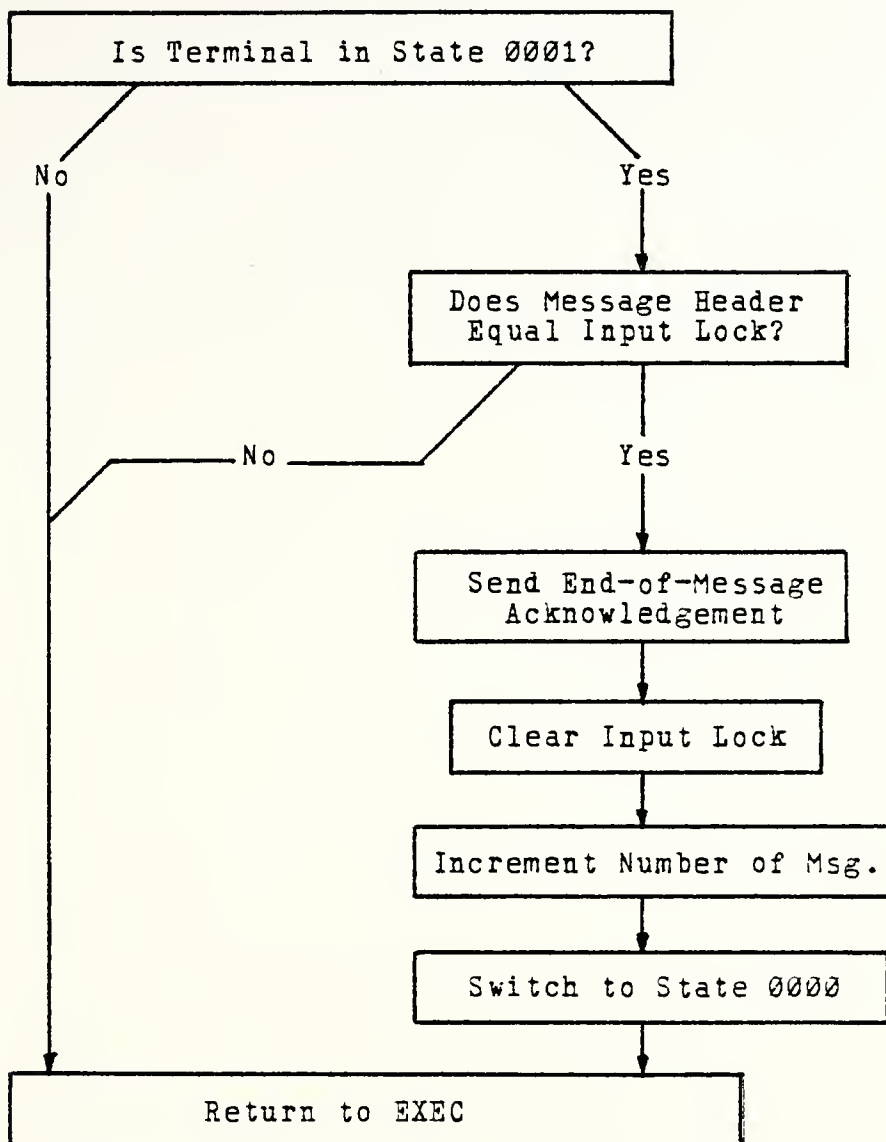 Is Terminal in State 0001?
No
Yes
Does Message Header
Equal Input Lock?
No
Yes
Send End-of-Message
Acknowledgement
Clear Input Lock
Increment Number of Msg.
Switch to State 0000
Return to EXEC